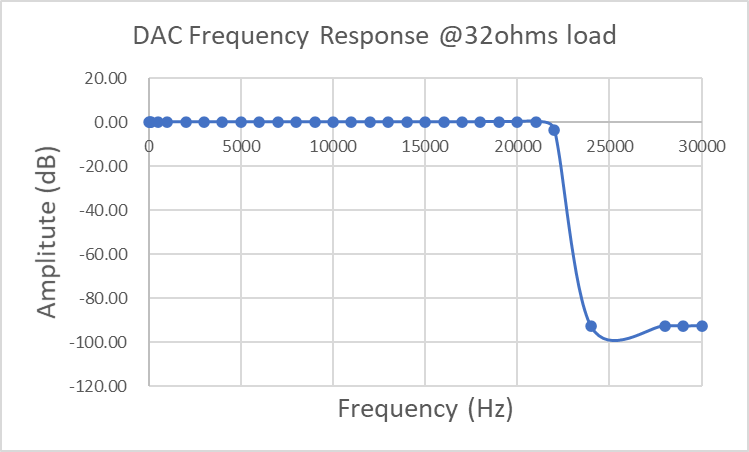 DAC Frequency Response @32ohms load
20.00
0.00
0 5000 10000 15000 20000 25000 30000
-20.00
-40.00
-60.00
-80.00
-100.00
-120.00
Amplitute (dB)
Frequency (Hz)